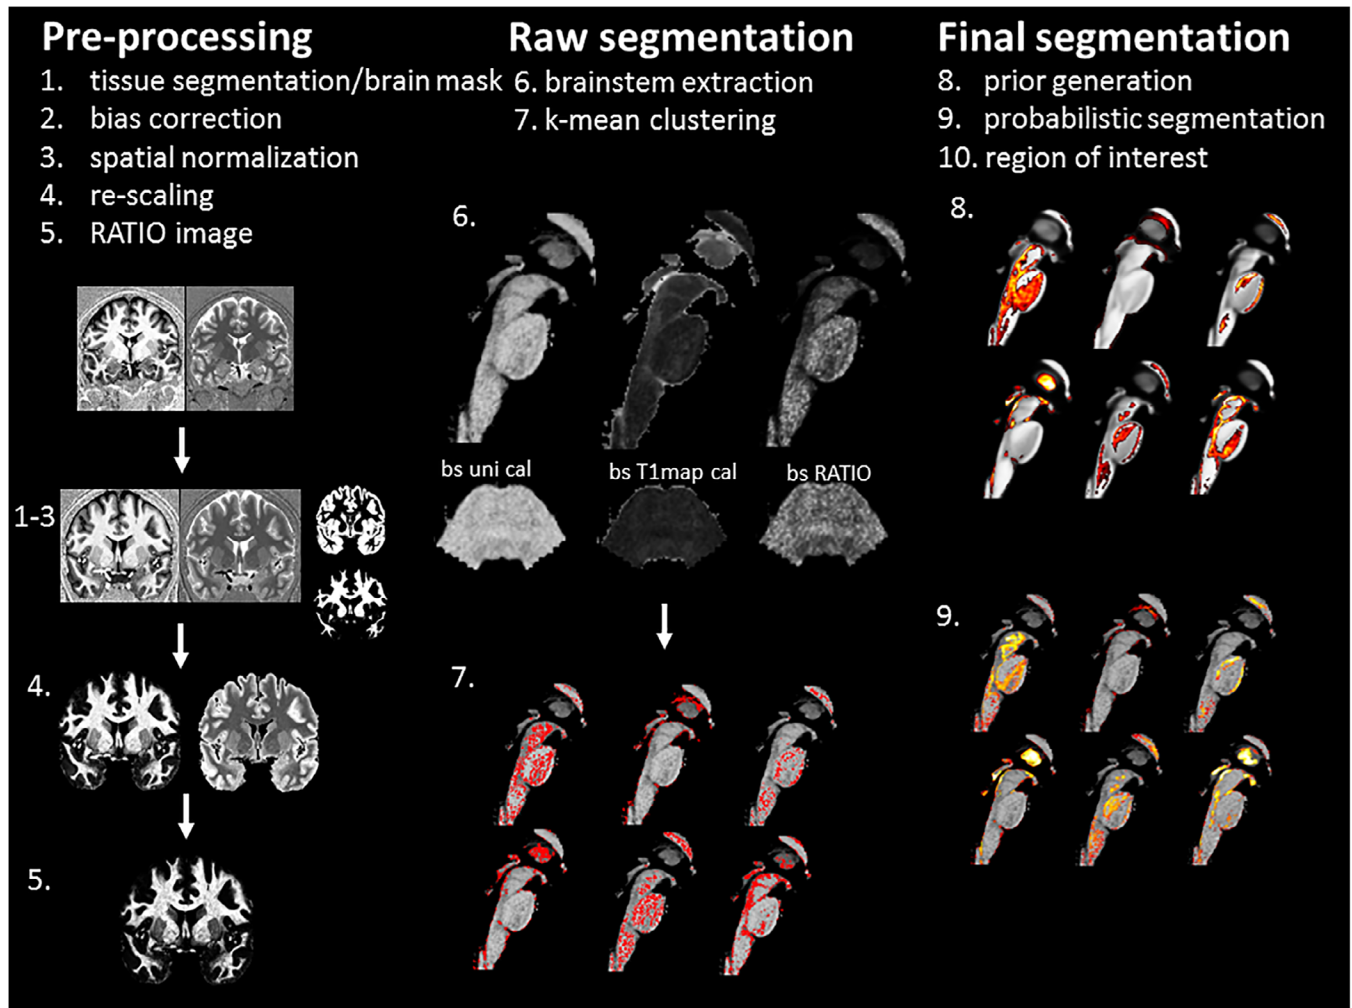 Pre-processing
1. tissue segmentation/brain mask
2. bias correction
3. spatial normalization
4. re-scaling
5. RATIO image
1-3
4.
5.
Raw segmentation
6. brainstem extraction
7. k-mean clustering
6.
bs uni cal
bs T1map cal
bs RATIO
7.
Final segmentation
8. prior generation
9. probabilistic segmentation
10. region of interest
8.
9.